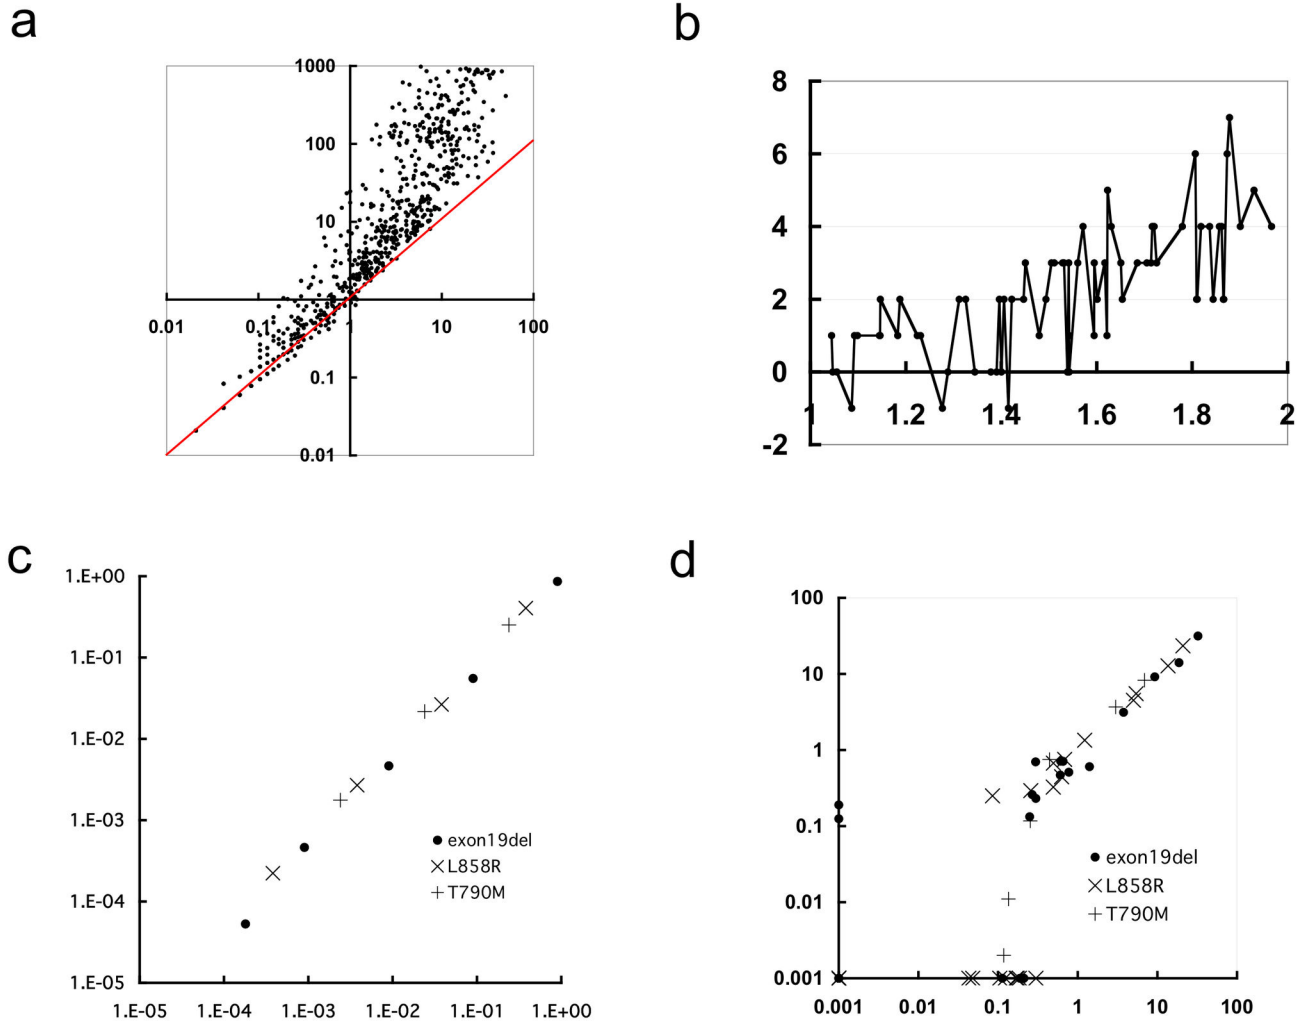 a
1000
100
10
0.01 0.1 1 10 100
0.1
0.01
b
8
6
4
2
0
1 1.2 1.4 1.6 1.8 2
-2
c
1.E+00
1.E-01
1.E-02
1.E-03
1.E-04
1.E-05
1.E-05 1.E-04 1.E-03 1.E-02 1.E-01 1.E+00
exon19del
L858R
T790M
d
100
10
1
0.1
0.01
0.001
0.001 0.01 0.1 1 10 100
exon19del
L858R
T790M